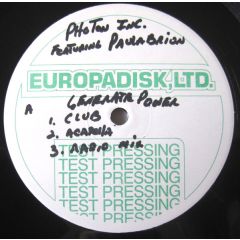 PHOTON INC.
FEATURING PAULA BRION
EUROPADISK, LTD.
A GENERATE POWER
1. CLUB
2. ACAPELLA
3. RADIO MIX
TEST PRESSING
TEST PRESSING
TEST PRESSING
TEST PRESSING
TEST PRESSING